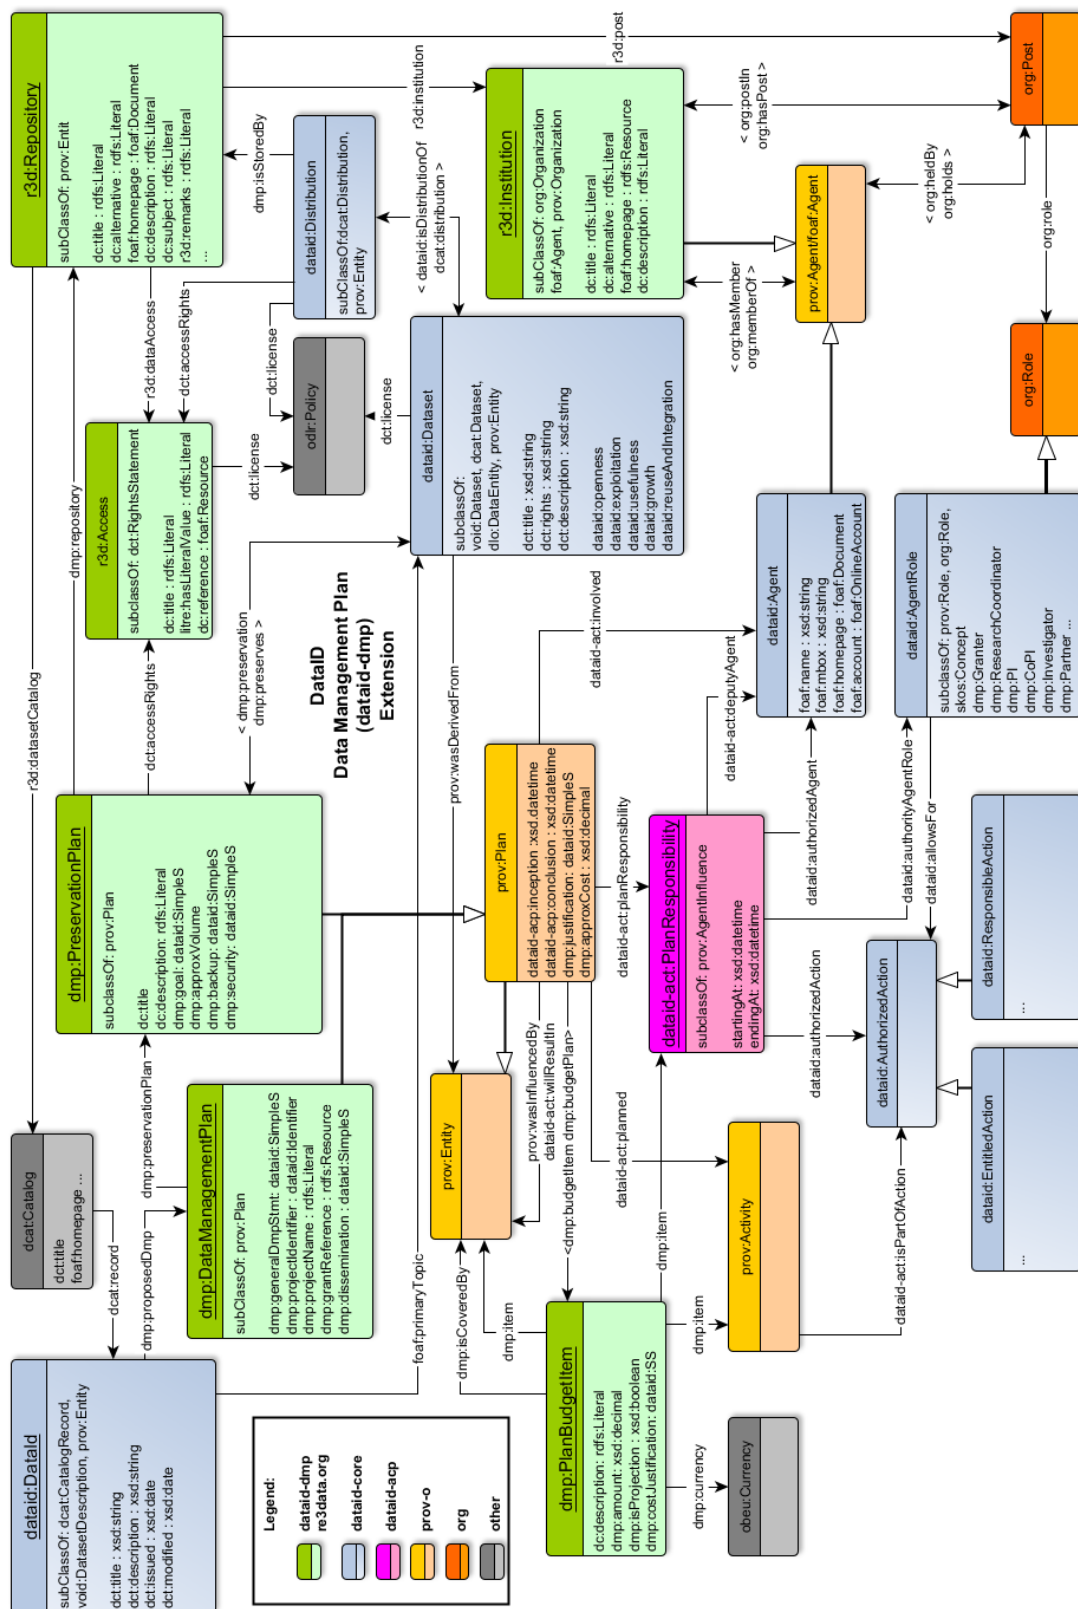 dataid:DataId
subClassOf: dcat:CatalogRecord,
void:DatasetDescription, prov:Entity
dct:title : xsd:string
dct:description : xsd:string
dct:issued : xsd:date
dct:modified : xsd:date
dcat:Catalog
dct:title
foaf:homepage ...
dcat:record
r3d:datasetCatalog
dmp:proposedDmp
dmp:DataManagementPlan
subClassOf: prov:Plan
dmp:generalDmpStmt: dataid:SimpleS
dmp:projectIdentifier : dataid:Identifier
dmp:projectName : rdfs:Literal
dmp:grantReference : rdfs:Resource
dmp:dissemination : dataid:SimpleS
dmp:preservationPlan
dmp:PreservationPlan
subclassOf: prov:Plan
dc:title
dc:description: rdfs:Literal
dmp:goal: dataid:SimpleS
dmp:approxVolume
dmp:backup: dataid:SimpleS
dmp:security: dataid:SimpleS
dmp:repository
dct:accessRights
r3d:Access
subclassOf: dct:RightsStatement
dc:title : rdfs:Literal
litre:hasLiteralValue : rdfs:Literal
dc:reference : foaf:Resource
r3d:Repository
subClassOf: prov:Entit
dc:title : rdfs:Literal
dc:alternative : rdfs:Literal
foaf:homepage : foaf:Document
dc:description : rdfs:Literal
dc:subject : rdfs:Literal
r3d:remarks : rdfs:Literal
...
r3d:dataAccess
dct:accessRights
dmp:isStoredBy
dct:license
dct:license
dct:license
odlr:Policy
dataid:Distribution
subClassOf:dcat:Distribution,
prov:Entity
< dataid:isDistributionOf
dcat:distribution >
r3d:institution
r3d:post
< dmp:preservation
dmp:preserves >
DataID
Data Management Plan
(dataid-dmp)
Extension
foaf:primaryTopic
dataid:Dataset
subclassOf:
void:Dataset, dcat:Dataset,
dlo:DataEntity, prov:Entity
dct:title : xsd:string
dct:rights : xsd:string
dct:description : xsd:string
dataid:openness
dataid:exploitation
dataid:usefulness
dataid:growth
dataid:reuseAndIntegration
r3d:Institution
subClassOf: org:Organization
foaf:Agent, prov:Organization
dc:title : rdfs:Literal
dc:alternative : rdfs:Literal
foaf:homepage : rdfs:Resource
dc:description : rdfs:Literal
< org:postIn
org:hasPost >
org:Post
< org:hasMember
org:memberOf >
prov:Agent/foaf:Agent
< org:heldBy
org:holds >
org:role
org:Role
prov:wasDerivedFrom
prov:Entity
prov:Plan
dataid-acp:inception :xsd.datetime
dataid-acp:conclusion : xsd:datetime
dmp:justification: dataid:SimpleS
dmp:approxCost : xsd:decimal
dataid-act:involved
dmp:isCoveredBy
dmp:item
prov:wasInfluencedBy
dataid-act:willResultIn
<dmp:budgetItem dmp:budgetPlan>
dataid-act:planned
dataid-act:planResponsibility
dataid-act:PlanResponsibility
subclassOf: prov:AgentInfluence
startingAt: xsd:datetime
endingAt: xsd:datetime
dataid-act:deputyAgent
dataid:authorizedAgent
dataid:Agent
foaf:name : xsd:string
foaf:mbox : xsd:string
foaf:homepage : foaf:Document
foaf:account : foaf:OnlineAccount
dmp:item
Legend:
dataid-dmp
re3data.org
dataid-core
dataid-acp
prov-o
org
other
dmp:PlanBudgetItem
dc:description: rdfs:Literal
dmp:amount: xsd:decimal
dmp:isProjection : xsd:boolean
dmp:costJustification: dataid:SS
dmp:currency
dmp:item
obeu:Currency
prov:Activity
dataid:authorizedAction
dataid:authorityAgentRole
dataid:allowsFor
dataid-act:isPartOfAction
dataid:AuthorizedAction
dataid:AgentRole
subclassOf: prov:Role, org:Role,
skos:Concept
dmp:Granter
dmp:ResearchCoordinator
dmp:PI
dmp:CoPI
dmp:Investigator
dmp:Partner ...
dataid:EntitledAction
...
dataid:ResponsibleAction
...